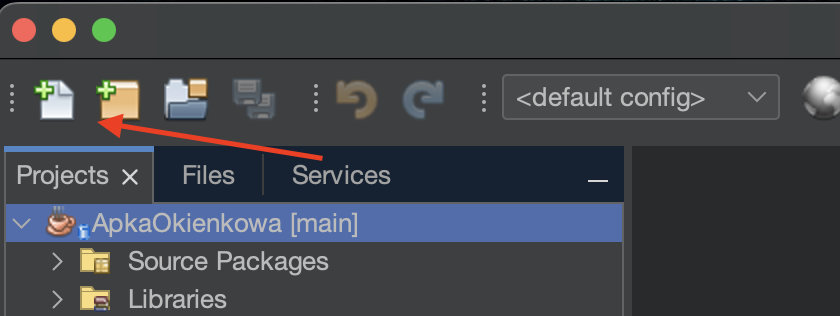 <default config>
Projects
Files
Services
ApkaOkienkowa [main]
Source Packages
Libraries